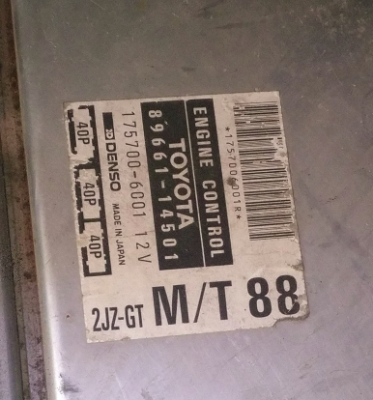 ENGINE CONTROL
TOYOTA
89661-14501
175700-6001 12V
DENSO MADE IN JAPAN
40P 40P 40P
2JZ-GT M/T 88